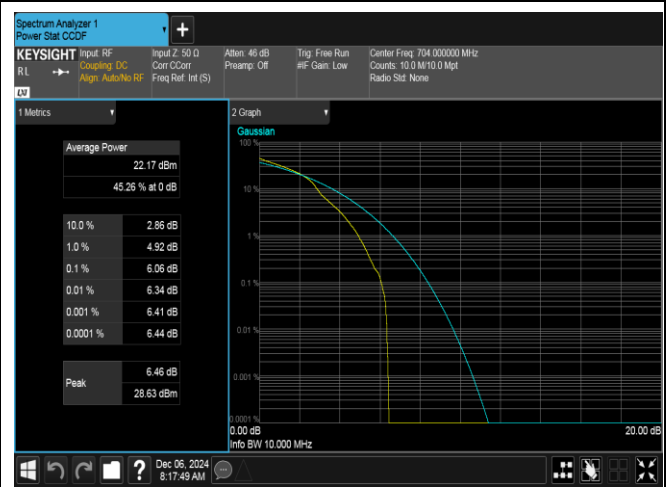 Spectrum Analyzer 1
Power Stat CCDF
+
KEYSIGHT
RL
LXI
Input: RF
Coupling: DC
Align: Auto/No RF
Input Z: 50 Ω
Corr CCorr
Freq Ref: Int (S)
Atten: 46 dB
Preamp: Off
Trig: Free Run
#IF Gain: Low
Center Freq: 704.000000 MHz
Counts: 10.0 M/10.0 Mpt
Radio Std: None
1 Metrics
Average Power
22.17 dBm
45.26 % at 0 dB
10.0 % 2.86 dB
1.0 % 4.92 dB
0.1 % 6.06 dB
0.01 % 6.34 dB
0.001 % 6.41 dB
0.0001 % 6.44 dB
Peak
6.46 dB
28.63 dBm
2 Graph
Gaussian
100 %
10 %
1 %
0.1 %
0.01 %
0.001 %
0.0001 %
0.00 dB 20.00 dB
Info BW 10.000 MHz
?
Dec 06, 2024
8:17:49 AM